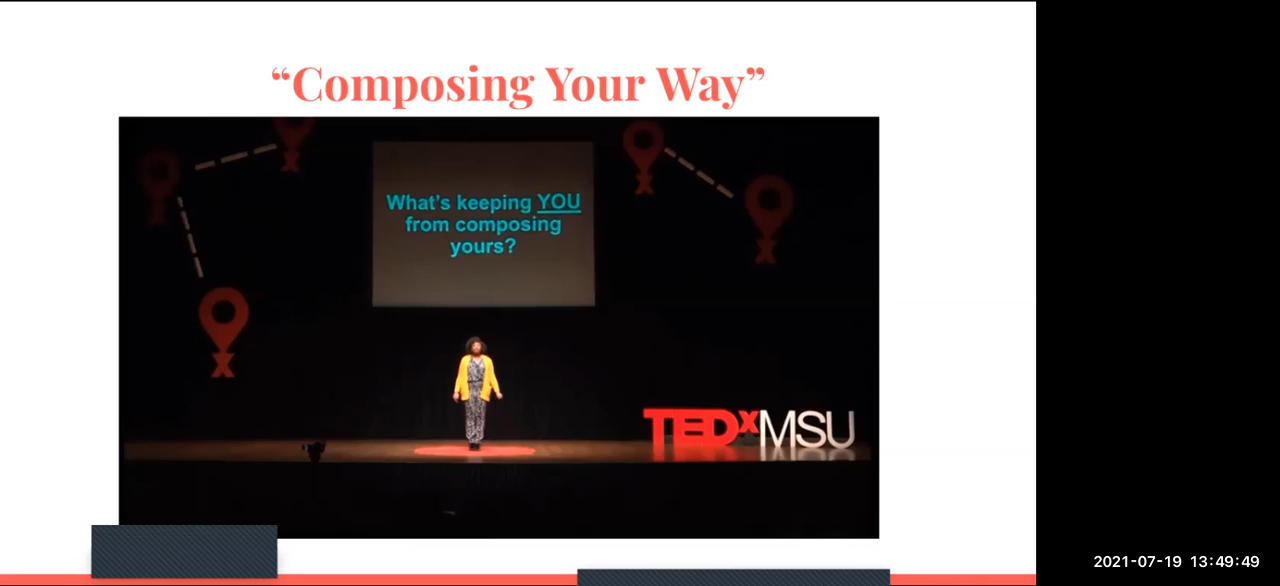 “Composing Your Way”
What's keeping YOU
from composing
yours?
TEDxMSU
2021-07-19 13:49:49